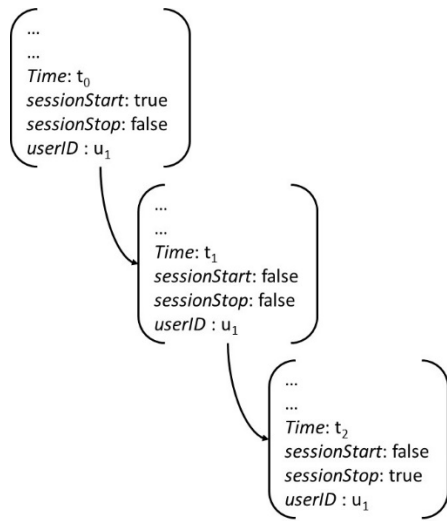 ...
...
Time: t₀
sessionStart: true
sessionStop: false
userID : u₁
...
...
Time: t₁
sessionStart: false
sessionStop: false
userID : u₁
...
...
Time: t₂
sessionStart: false
sessionStop: true
userID : u₁